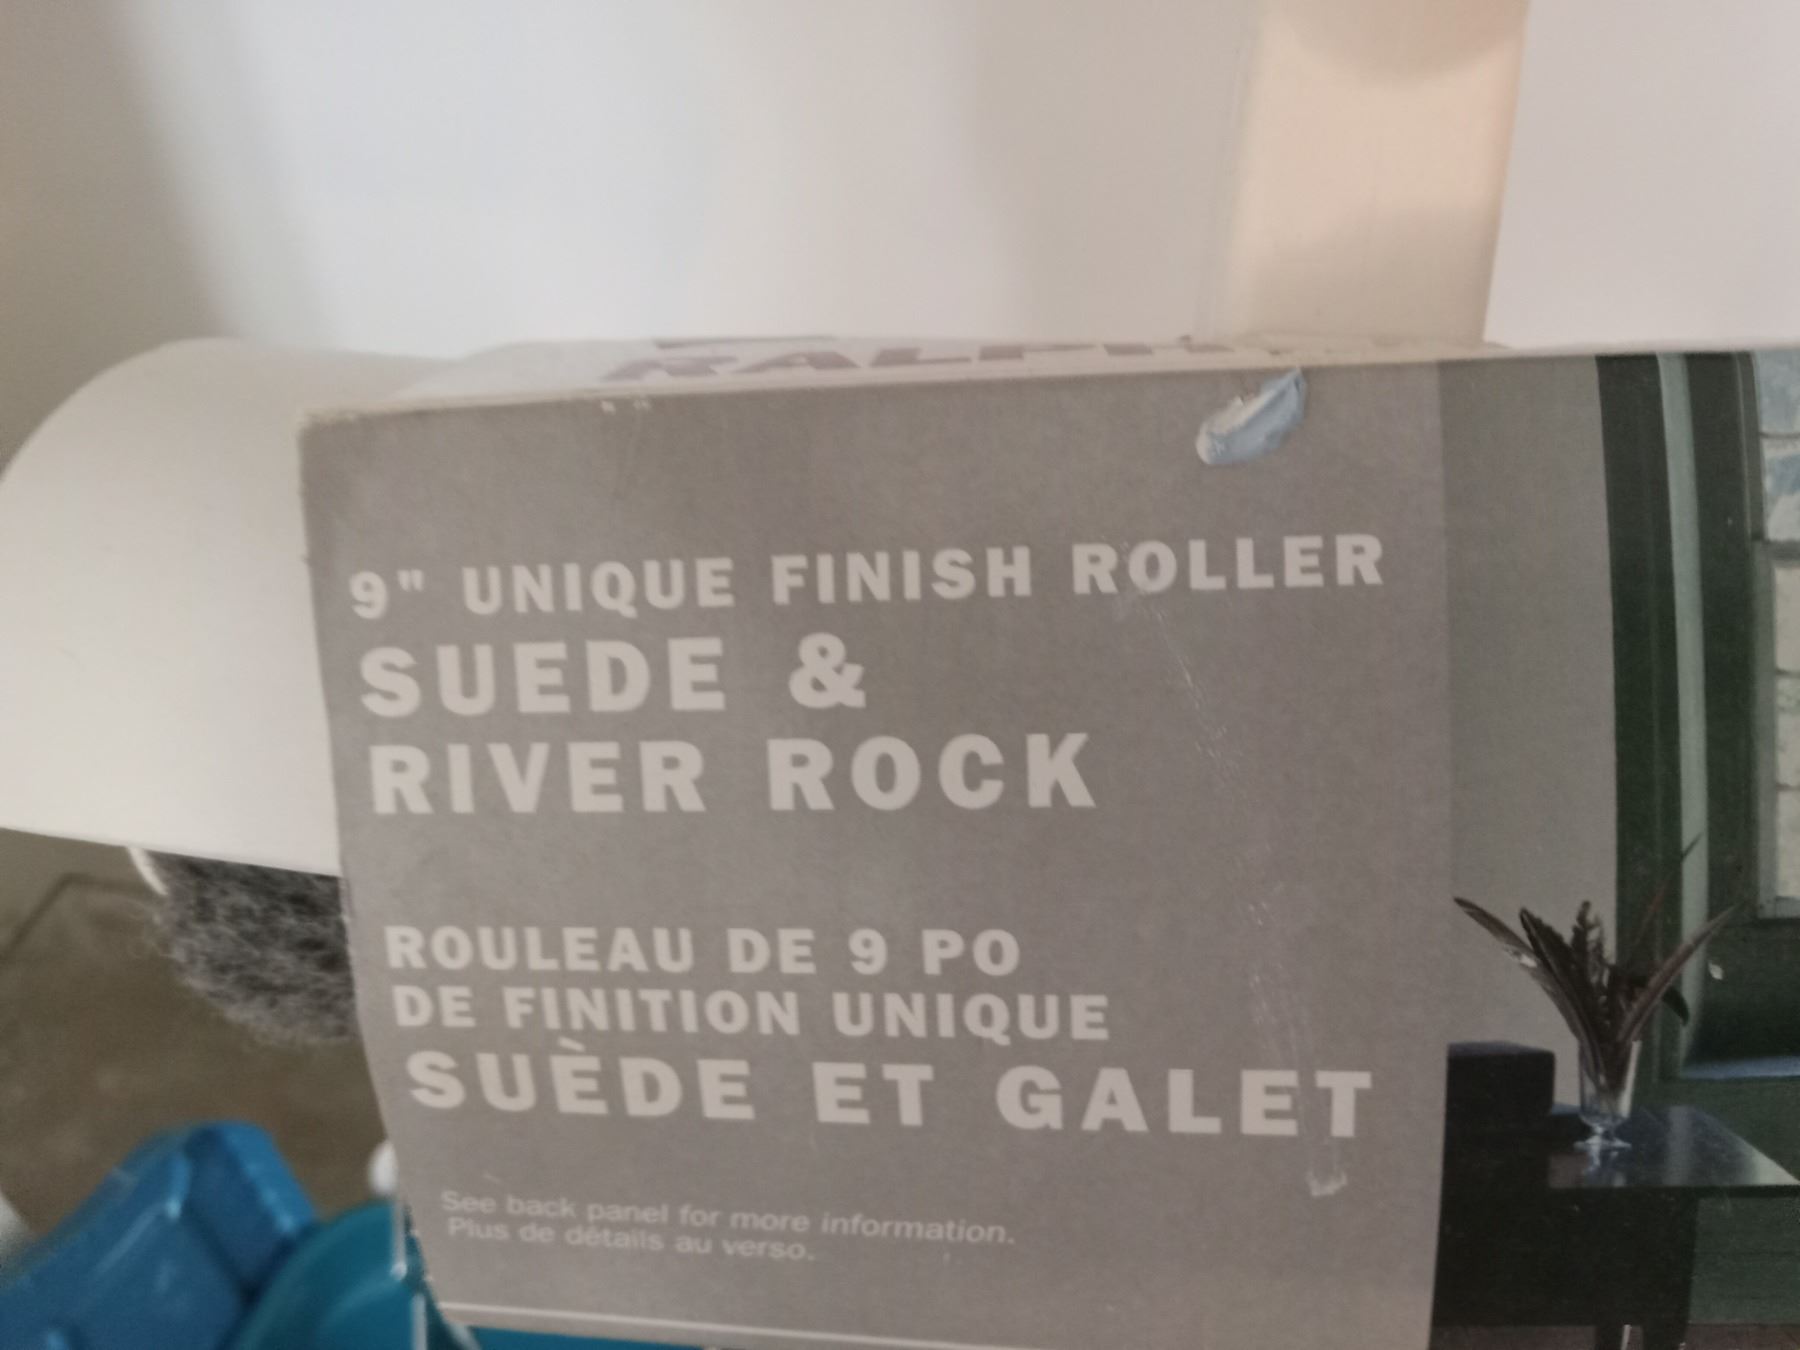 RALPH
9" UNIQUE FINISH ROLLER
SUEDE &
RIVER ROCK
ROULEAU DE 9 PO
DE FINITION UNIQUE
SUÈDE ET GALET
See back panel for more information.
Plus de détails au verso.